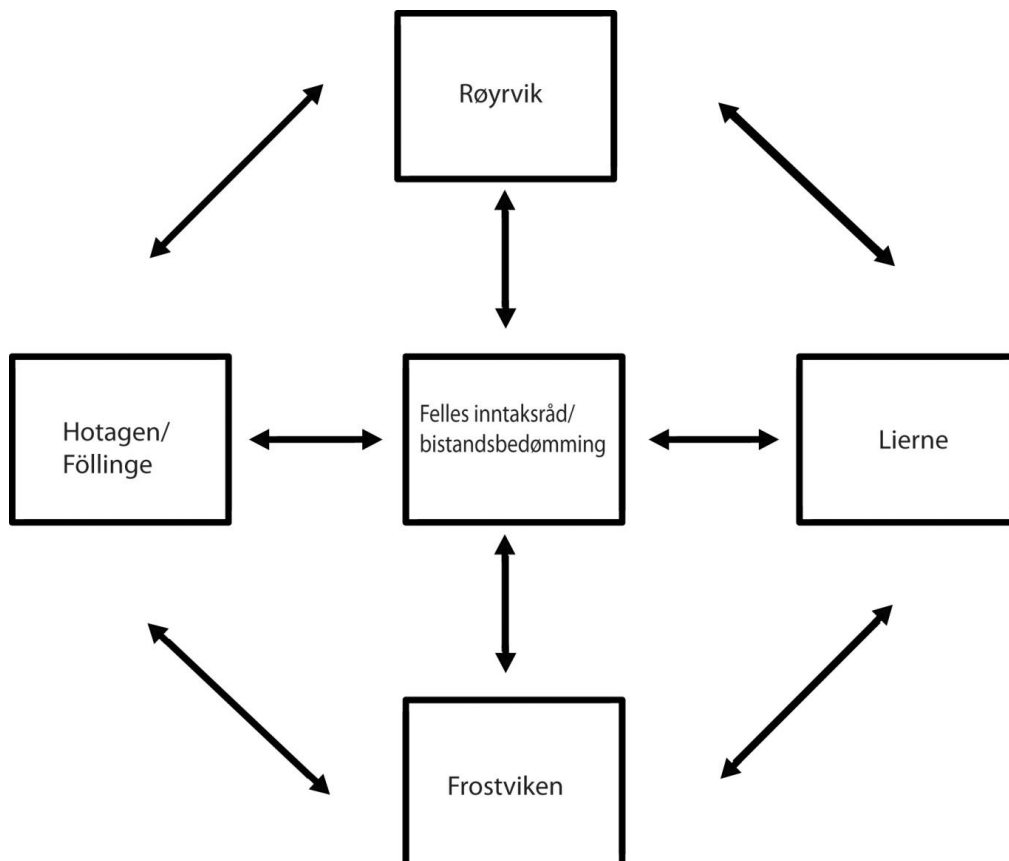 Røyrvik
Hotagen/
Föllinge
Felles inntaksråd/
bistandsbedømming
Lierne
Frostviken